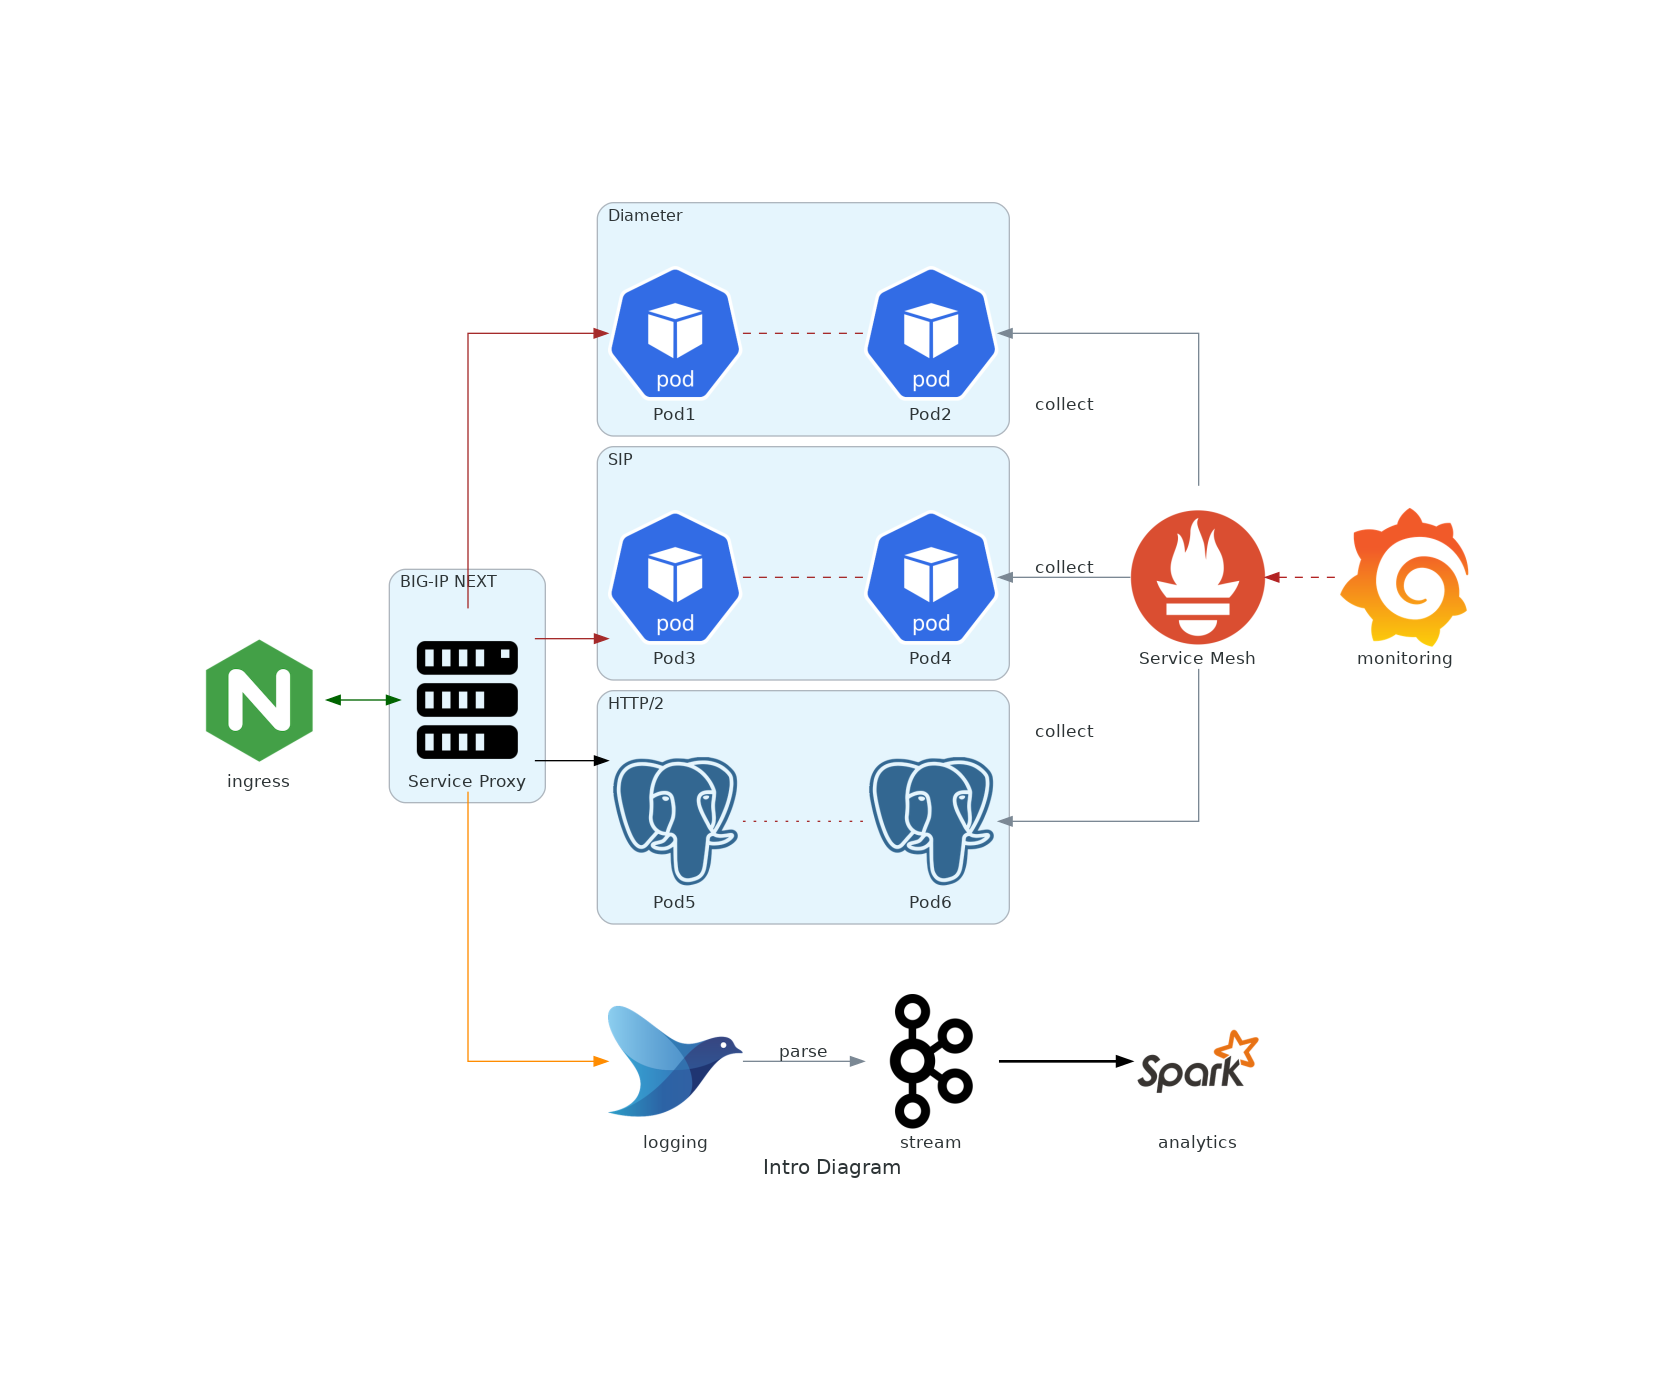 Diameter
pod
Pod1
pod
Pod2
collect
SIP
pod
Pod3
pod
Pod4
collect
Service Mesh
monitoring
BIG-IP NEXT
Service Proxy
N
ingress
HTTP/2
Pod5
Pod6
collect
logging
parse
stream
Spark
analytics
Intro Diagram